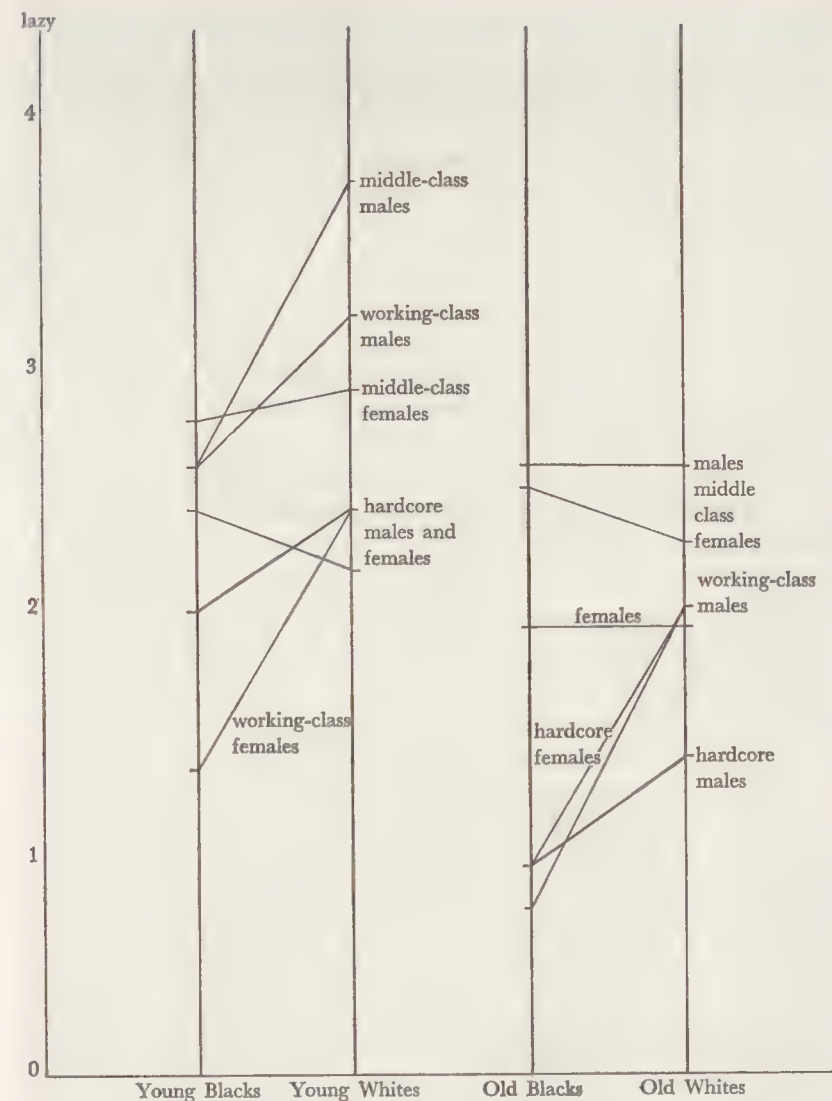 lazy
4
middle-class
males
working-class
males
3
middle-class
females
males
middle
class
females
hardcore
males and
females
working-class
males
2
females
working-class
females
hardcore
females
hardcore
males
1
0
Young Blacks Young Whites Old Blacks Old Whites